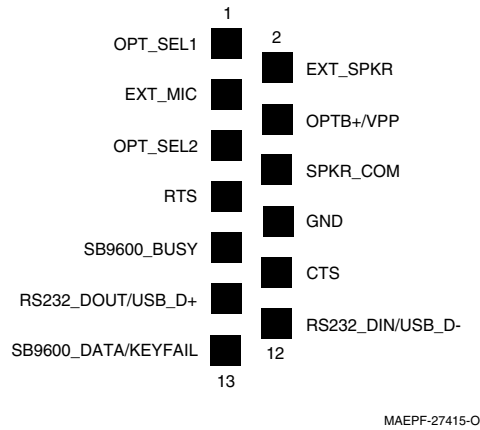 1
OPT_SEL1
2
EXT_SPKR
EXT_MIC
OPTB+/VPP
OPT_SEL2
SPKR_COM
RTS
GND
SB9600_BUSY
CTS
RS232_DOUT/USB_D+
RS232_DIN/USB_D-
SB9600_DATA/KEYFAIL
12
13
MAEPF-27415-O